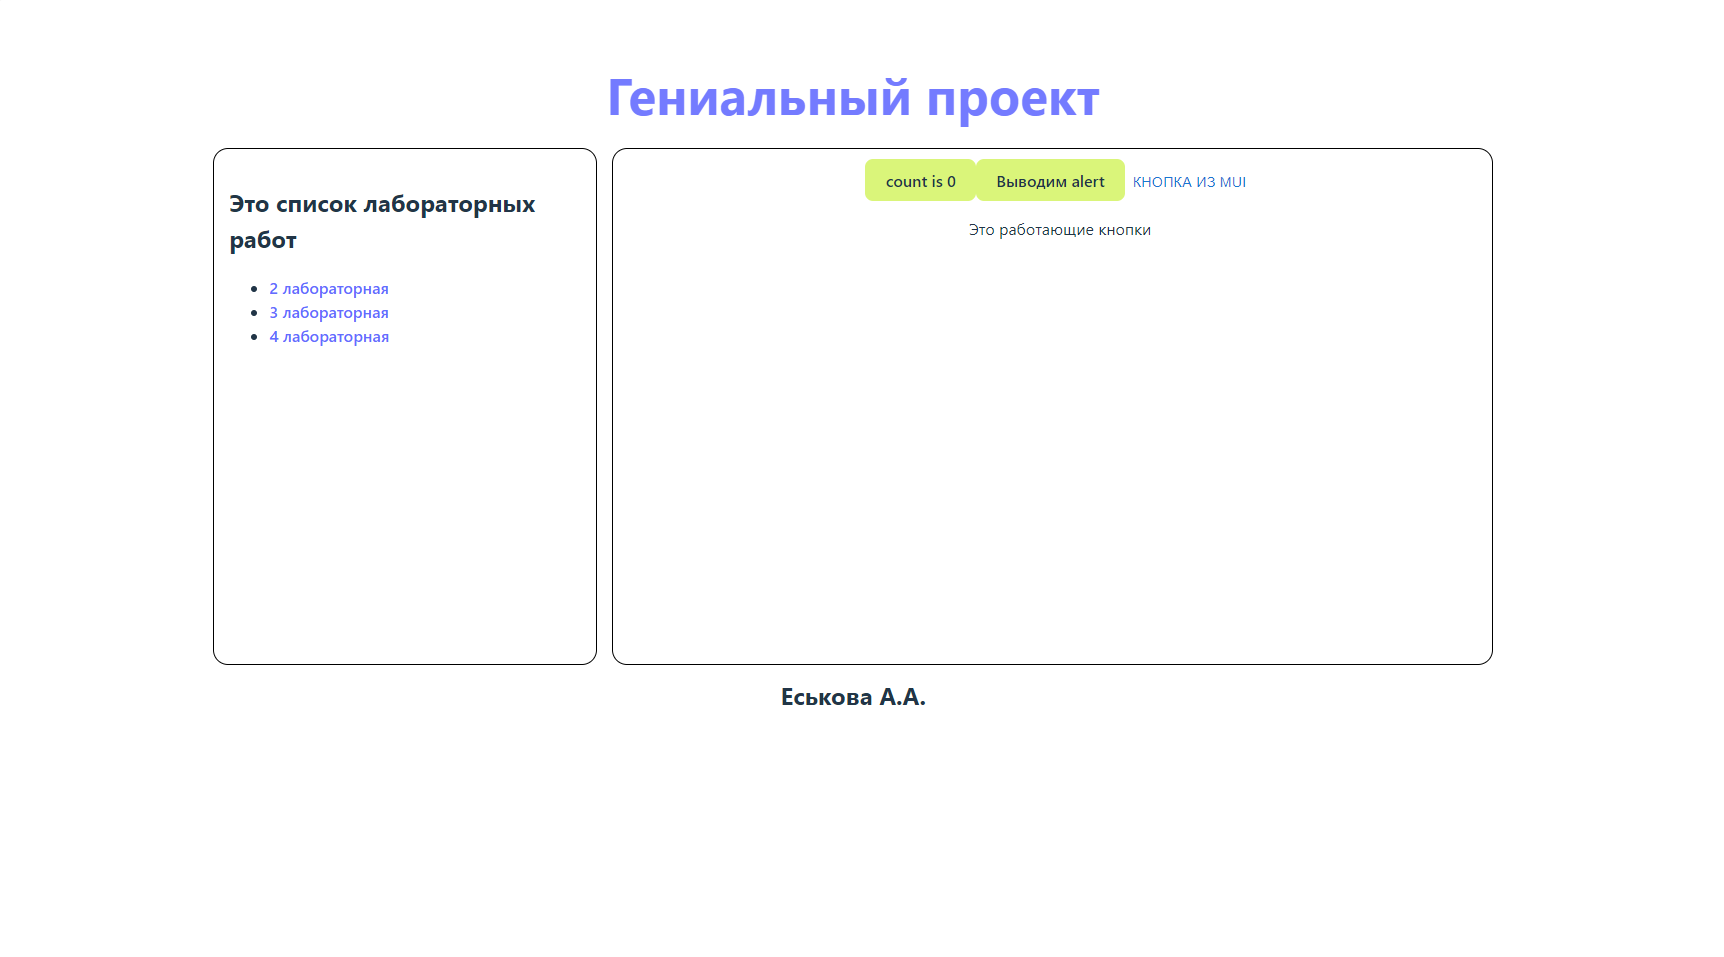 Гениальный проект
Это список лабораторных
работ
2 лабораторная
3 лабораторная
4 лабораторная
count is 0
Выводим alert
КНОПКА ИЗ MUI
Это работающие кнопки
Еськова А.А.